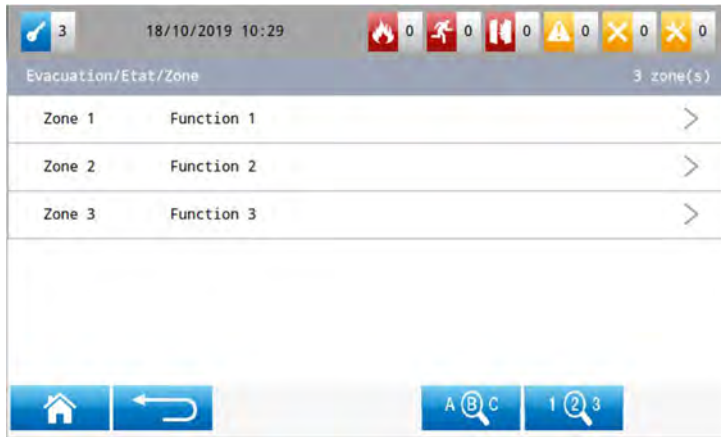 3 18/10/2019 10:29 0 0 0 0 0 0
Evacuation/Etat/Zone 3 zone(s)
Zone 1 Function 1
Zone 2 Function 2
Zone 3 Function 3
A B C 1 2 3